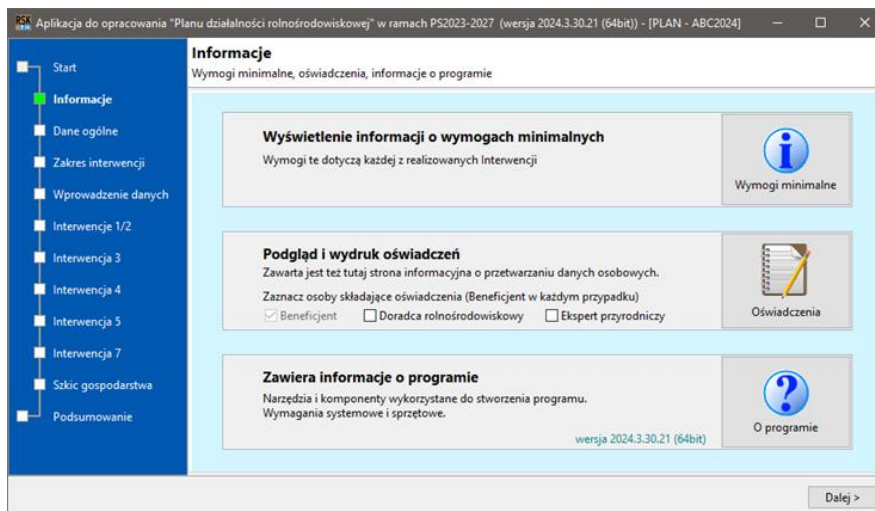 RSK
Aplikacja do opracowania "Planu działalności rolnośrodowiskowej" w ramach PS2023-2027 (wersja 2024.3.30.21 (64bit)) - [PLAN - ABC2024]
Start
Informacje
Dane ogólne
Zakres interwencji
Wprowadzenie danych
Interwencje 1/2
Interwencja 3
Interwencja 4
Interwencja 5
Interwencja 7
Szkic gospodarstwa
Podsumowanie
Informacje
Wymogi minimalne, oświadczenia, informacje o programie
Wyświetlenie informacji o wymogach minimalnych
Wymogi te dotyczą każdej z realizowanych Interwencji
Wymogi minimalne
Podgląd i wydruk oświadczeń
Zawarta jest też tutaj strona informacyjna o przetwarzaniu danych osobowych.
Zaznacz osoby składające oświadczenia (Beneficjent w każdym przypadku)
Beneficjent Doradca rolnośrodowiskowy Ekspert przyrodniczy
Oświadczenia
Zawiera informacje o programie
Narzędzia i komponenty wykorzystane do stworzenia programu.
Wymagania systemowe i sprzętowe.
wersja 2024.3.30.21 (64bit)
O programie
Dalej >